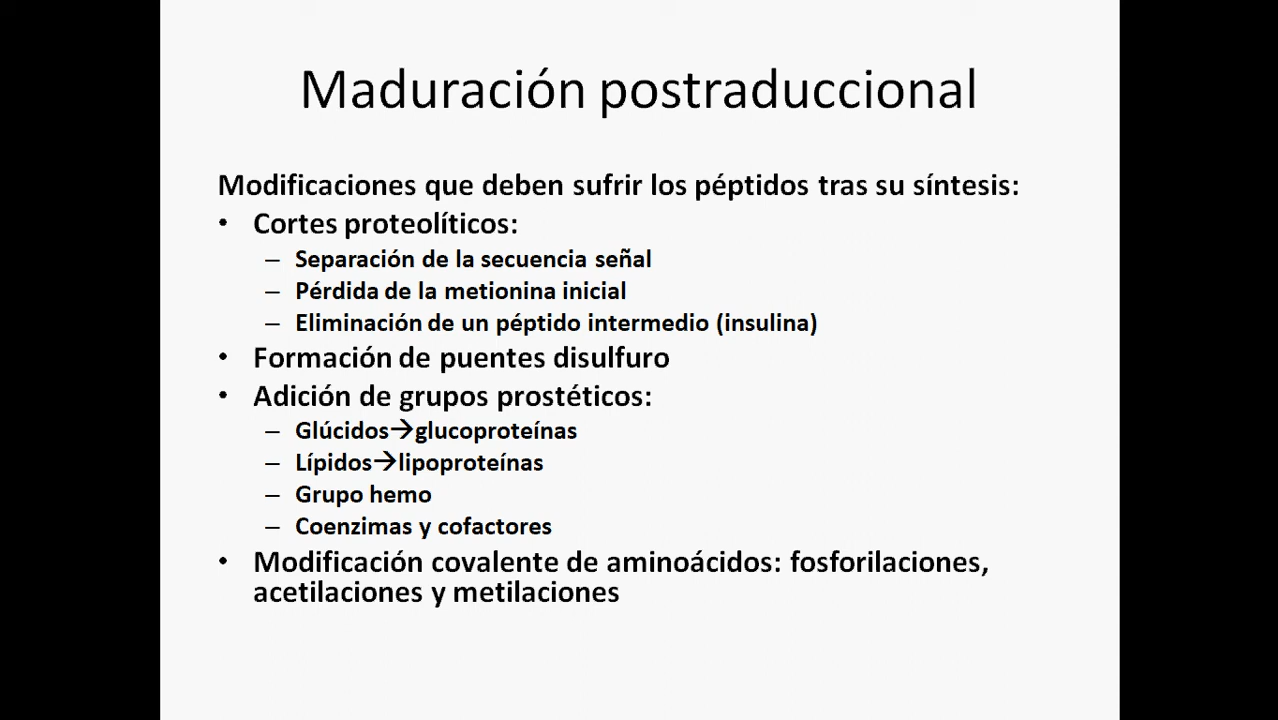 Maduración postraduccional
Modificaciones que deben sufrir los péptidos tras su síntesis:
• Cortes proteolíticos:
– Separación de la secuencia señal
– Pérdida de la metionina inicial
– Eliminación de un péptido intermedio (insulina)
• Formación de puentes disulfuro
• Adición de grupos prostéticos:
– Glúcidos→glucoproteínas
– Lípidos→lipoproteínas
– Grupo hemo
– Coenzimas y cofactores
• Modificación covalente de aminoácidos: fosforilaciones,
acetilaciones y metilaciones